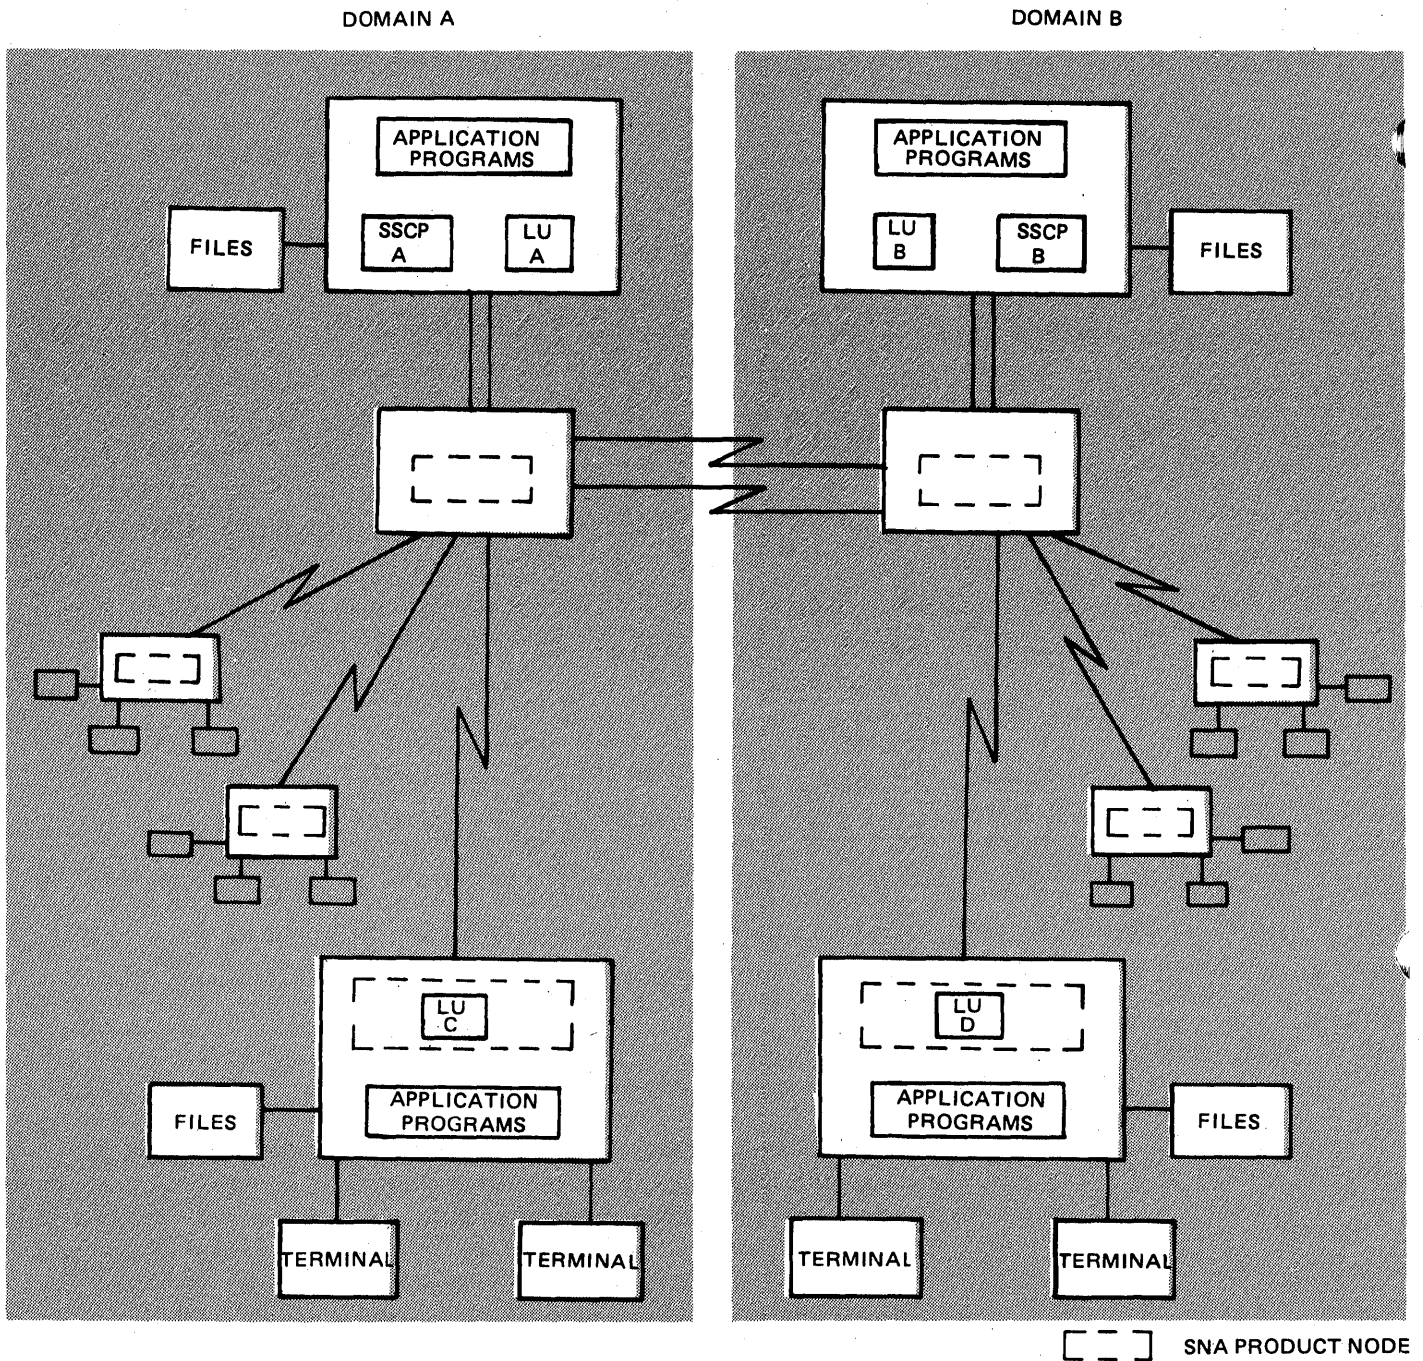 DOMAIN A
DOMAIN B
APPLICATION
PROGRAMS
SSCP
A
LU
A
FILES
APPLICATION
PROGRAMS
LU
B
SSCP
B
FILES
LU
C
APPLICATION
PROGRAMS
FILES
TERMINAL
TERMINAL
LU
D
APPLICATION
PROGRAMS
FILES
TERMINAL
TERMINAL
SNA PRODUCT NODE